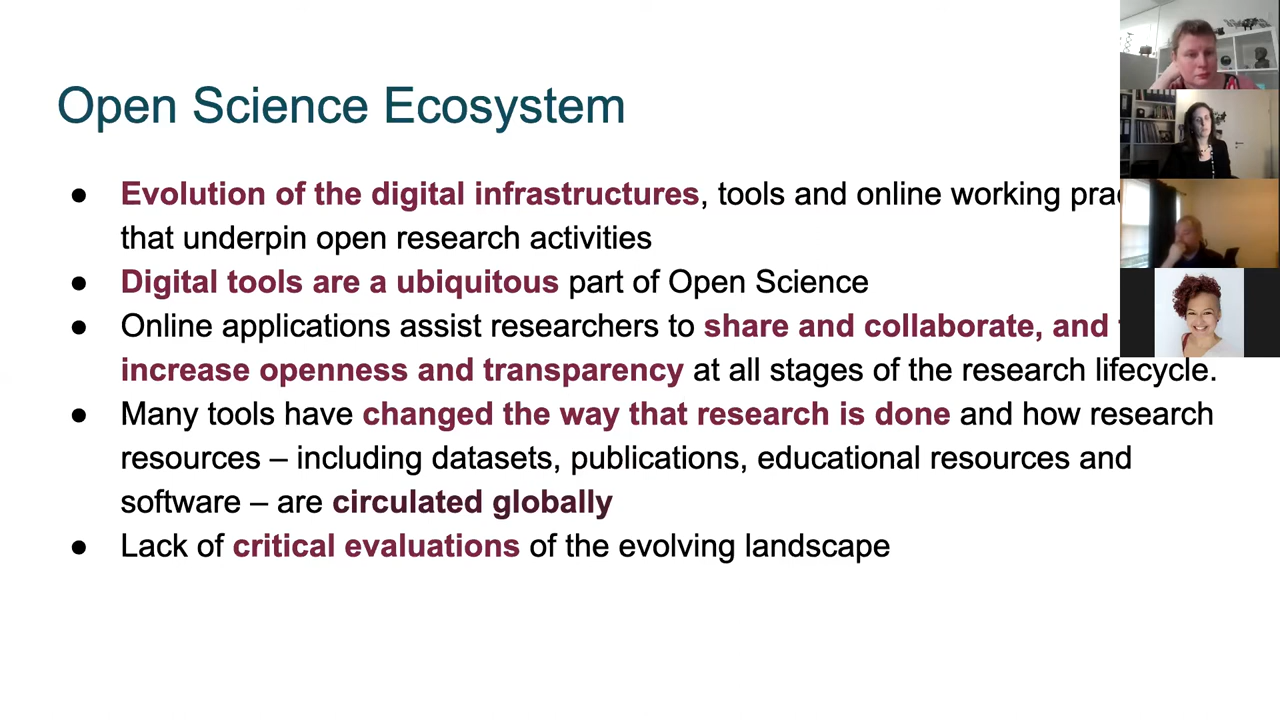 Open Science Ecosystem
● Evolution of the digital infrastructures, tools and online working
that underpin open research activities
● Digital tools are a ubiquitous part of Open Science
● Online applications assist researchers to share and collaborate, and
increase openness and transparency at all stages of the research lifecycle.
● Many tools have changed the way that research is done and how research
resources – including datasets, publications, educational resources and
software – are circulated globally
● Lack of critical evaluations of the evolving landscape